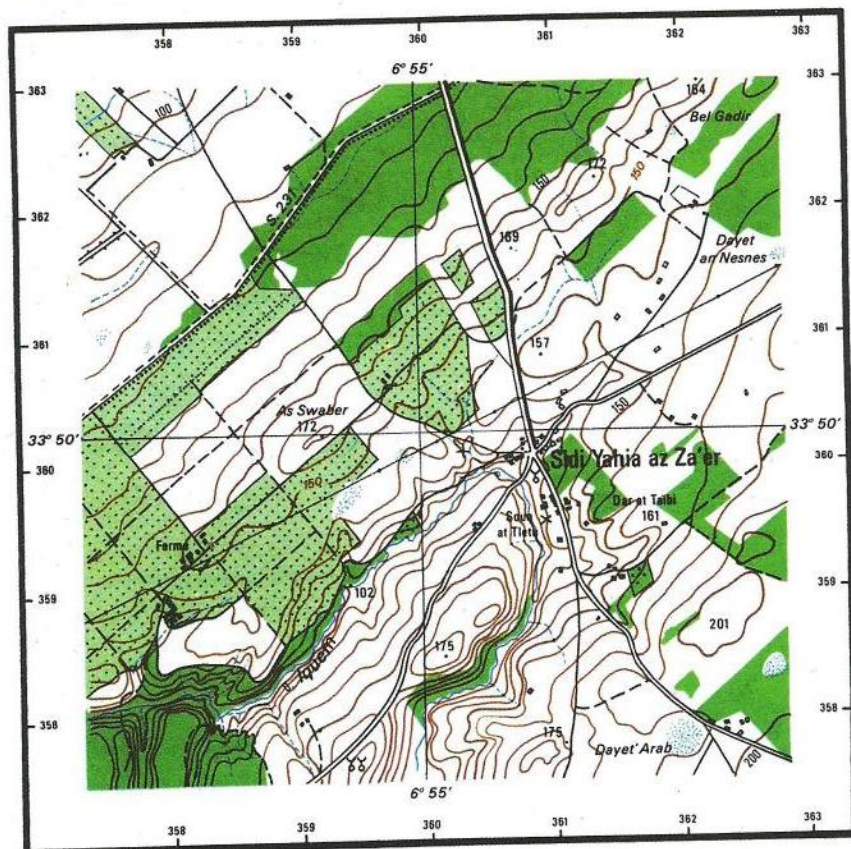 358 359 360 361 362 363
6° 55'
363 363
100 164
Bel Gadir
172 150
150
362 362
S. 231
169
Dayet an Nesnes
361 361
157
As Swaber
172
150
33° 50' 33° 50'
360 360
Sidi Yahia az Za'er
150
Dar et Taibi
161
Souq at Tleta
Ferme
359 359
102
201
Iquem
175
358 358
175
Dayet 'Arab
200
6° 55'
358 359 360 361 362 363